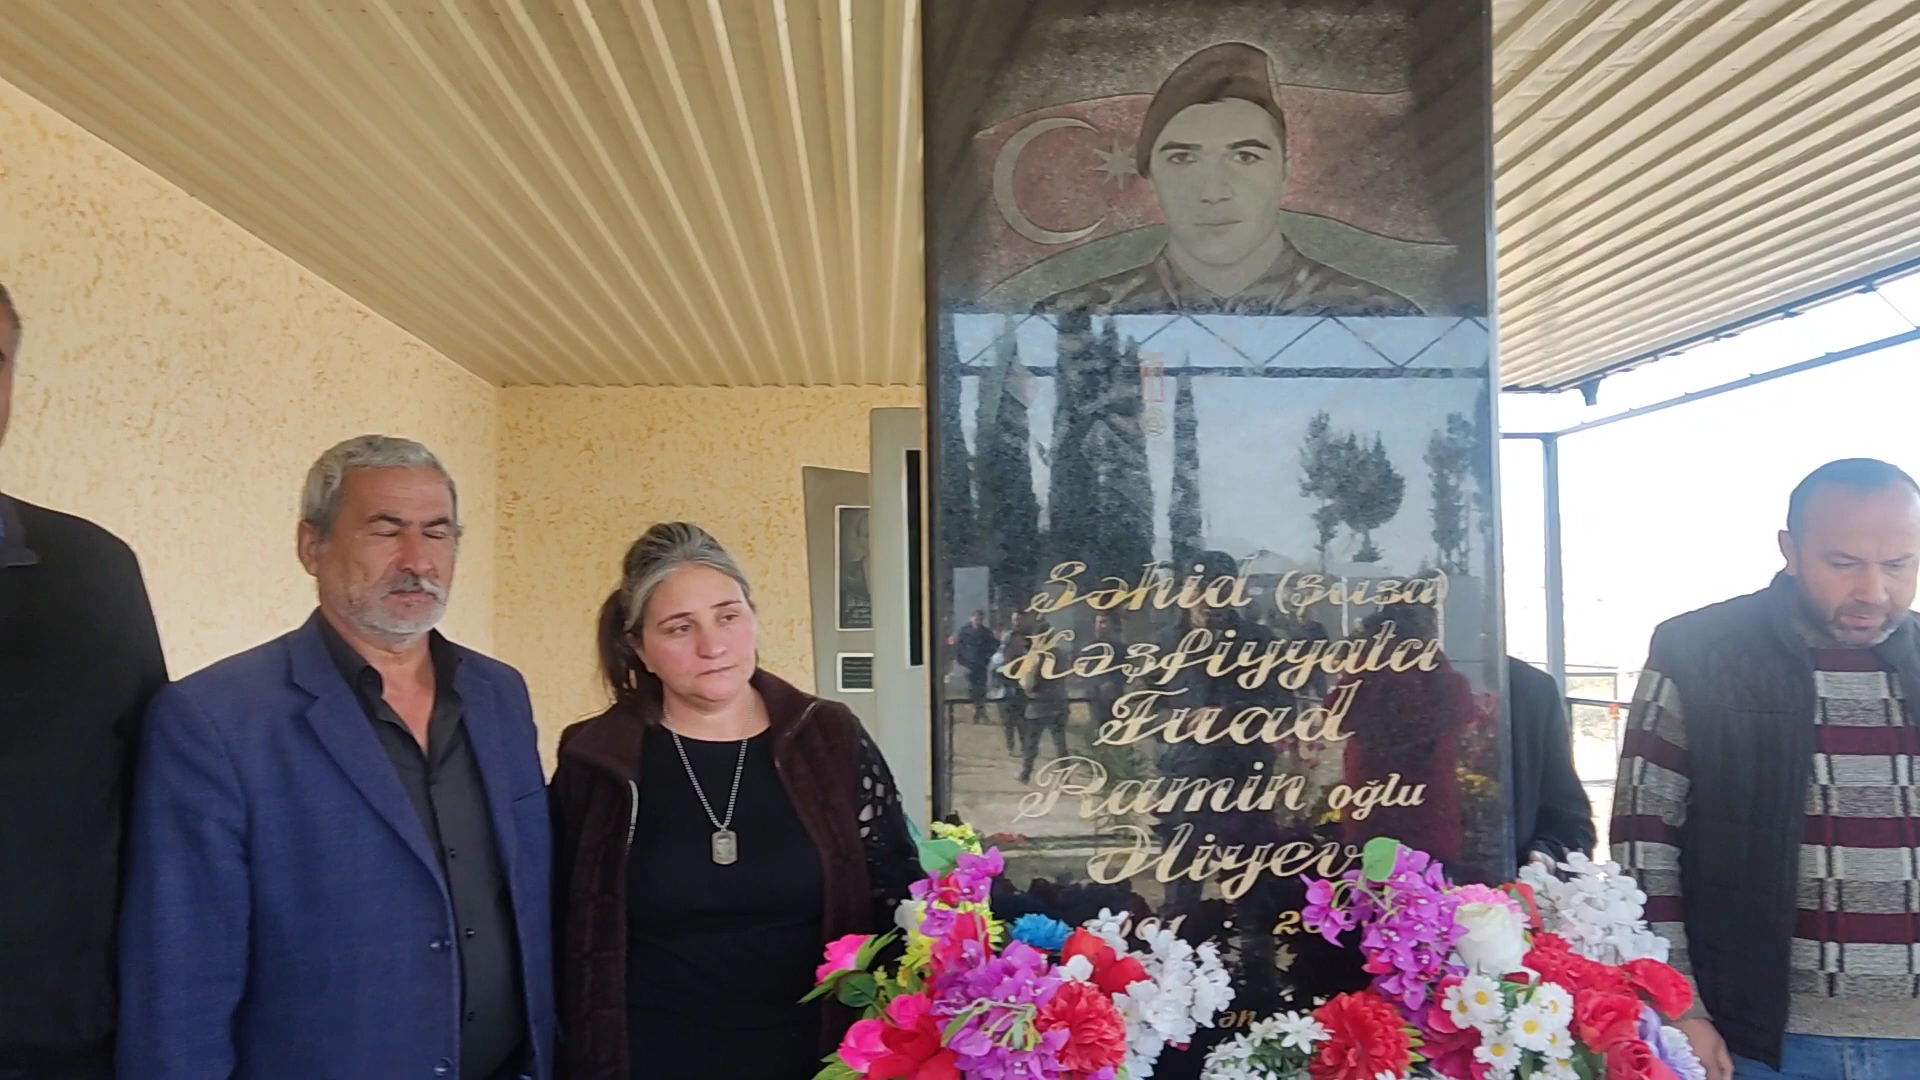 Şəhid (Şuşa)
Kəşfiyyatçı
Fuad
Ramin oğlu
Əliyev